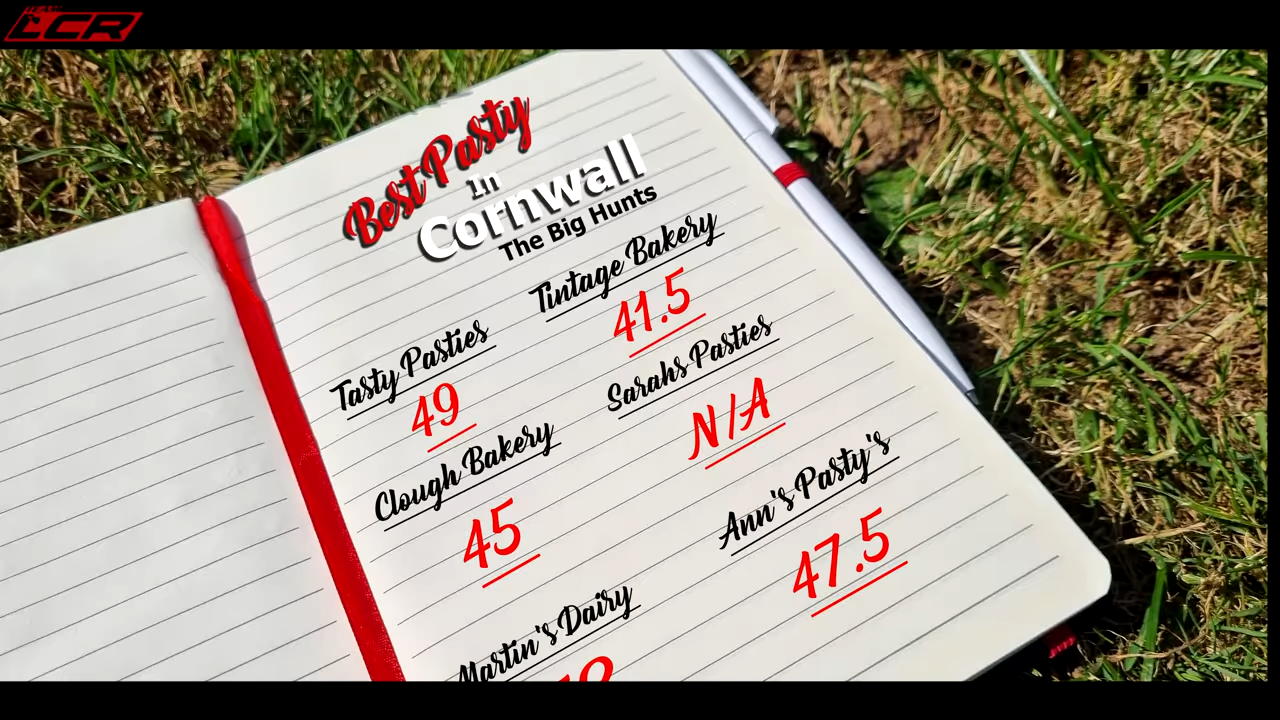 LCR
Best Pasty
In
Cornwall
The Big Hunts
Tintage Bakery
41.5
Tasty Pasties
49
Sarahs Pasties
N/A
Clough Bakery
45
Ann's Pasty's
47.5
Martin's Dairy